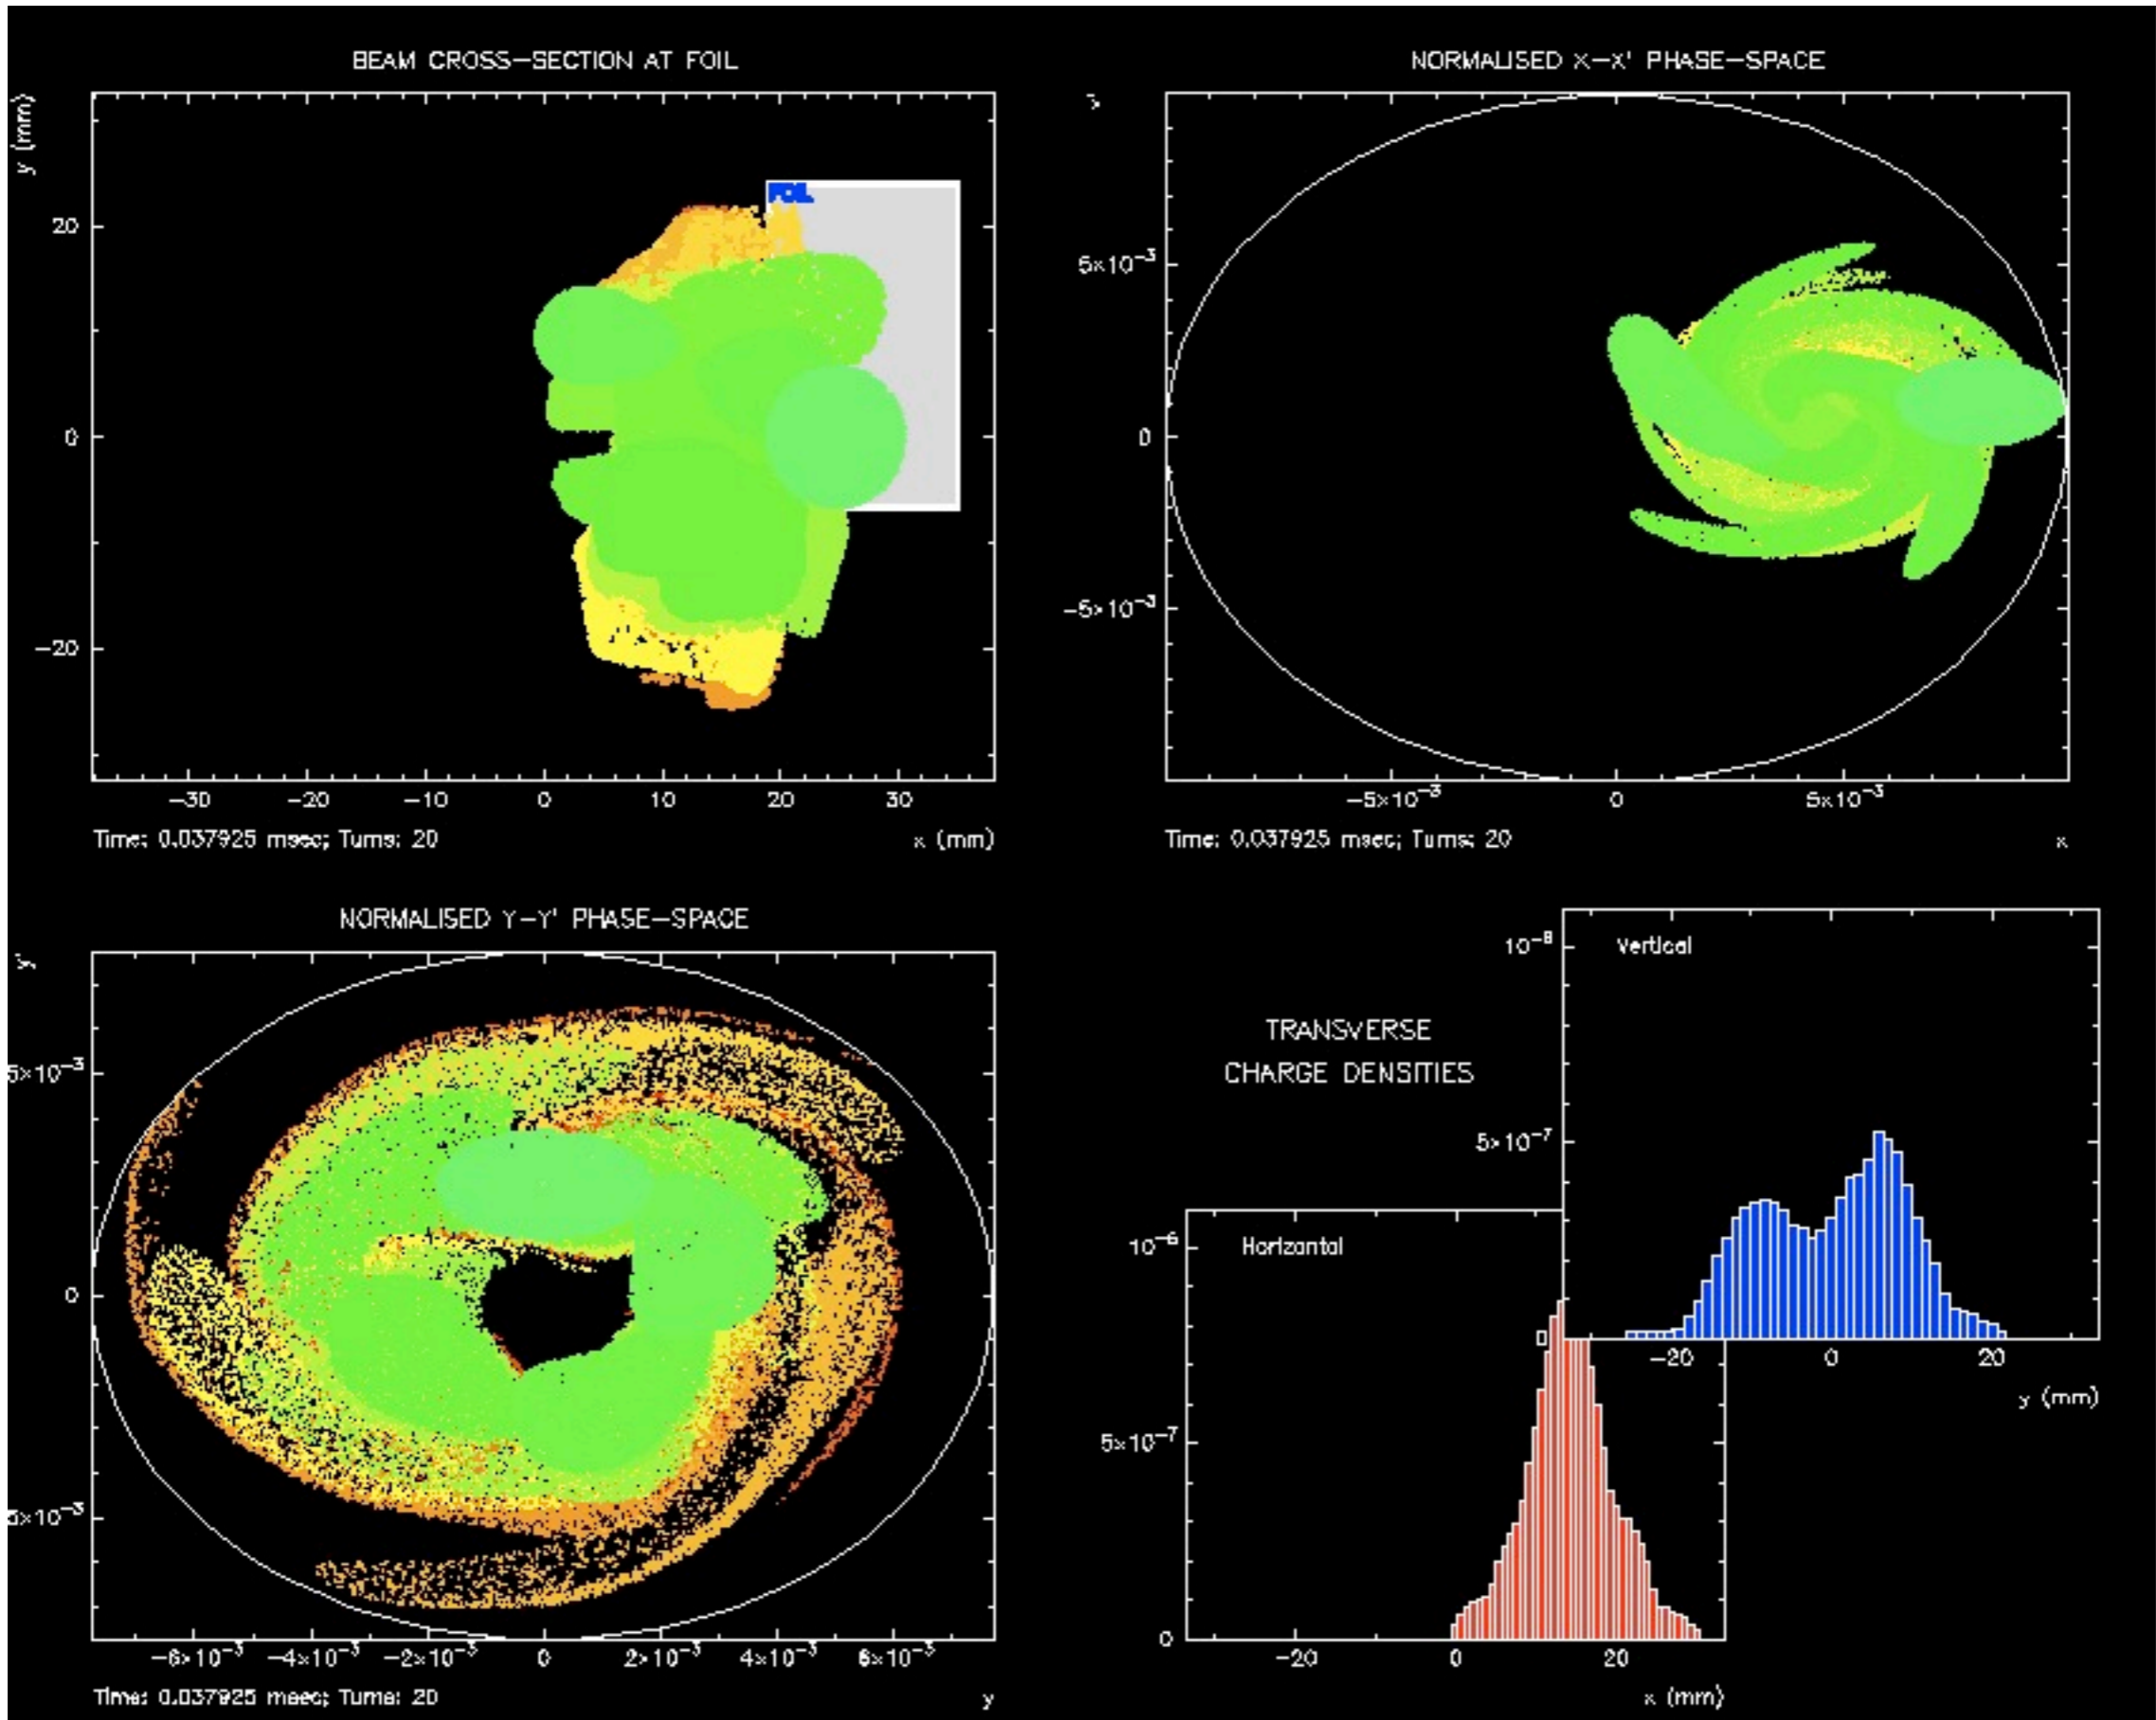 BEAM CROSS-SECTION AT FOIL
y (mm)
FOIL
20
0
-20
-30 -20 -10 0 10 20 30
Time: 0.037925 msec; Turns: 20
x (mm)
NORMALISED X-X' PHASE-SPACE
5×10⁻³
0
-5×10⁻³
-5×10⁻³ 0 5×10⁻³
Time: 0.037925 msec; Turns: 20
x
NORMALISED Y-Y' PHASE-SPACE
y'
5×10⁻³
0
5×10⁻³
-6×10⁻³ -4×10⁻³ -2×10⁻³ 0 2×10⁻³ 4×10⁻³ 6×10⁻³
Time: 0.037925 msec; Turns: 20
y
TRANSVERSE
CHARGE DENSITIES
Vertical
10⁻⁶
5×10⁻⁷
0
-20 0 20
y (mm)
Horizontal
10⁻⁶
5×10⁻⁷
0
-20 0 20
x (mm)